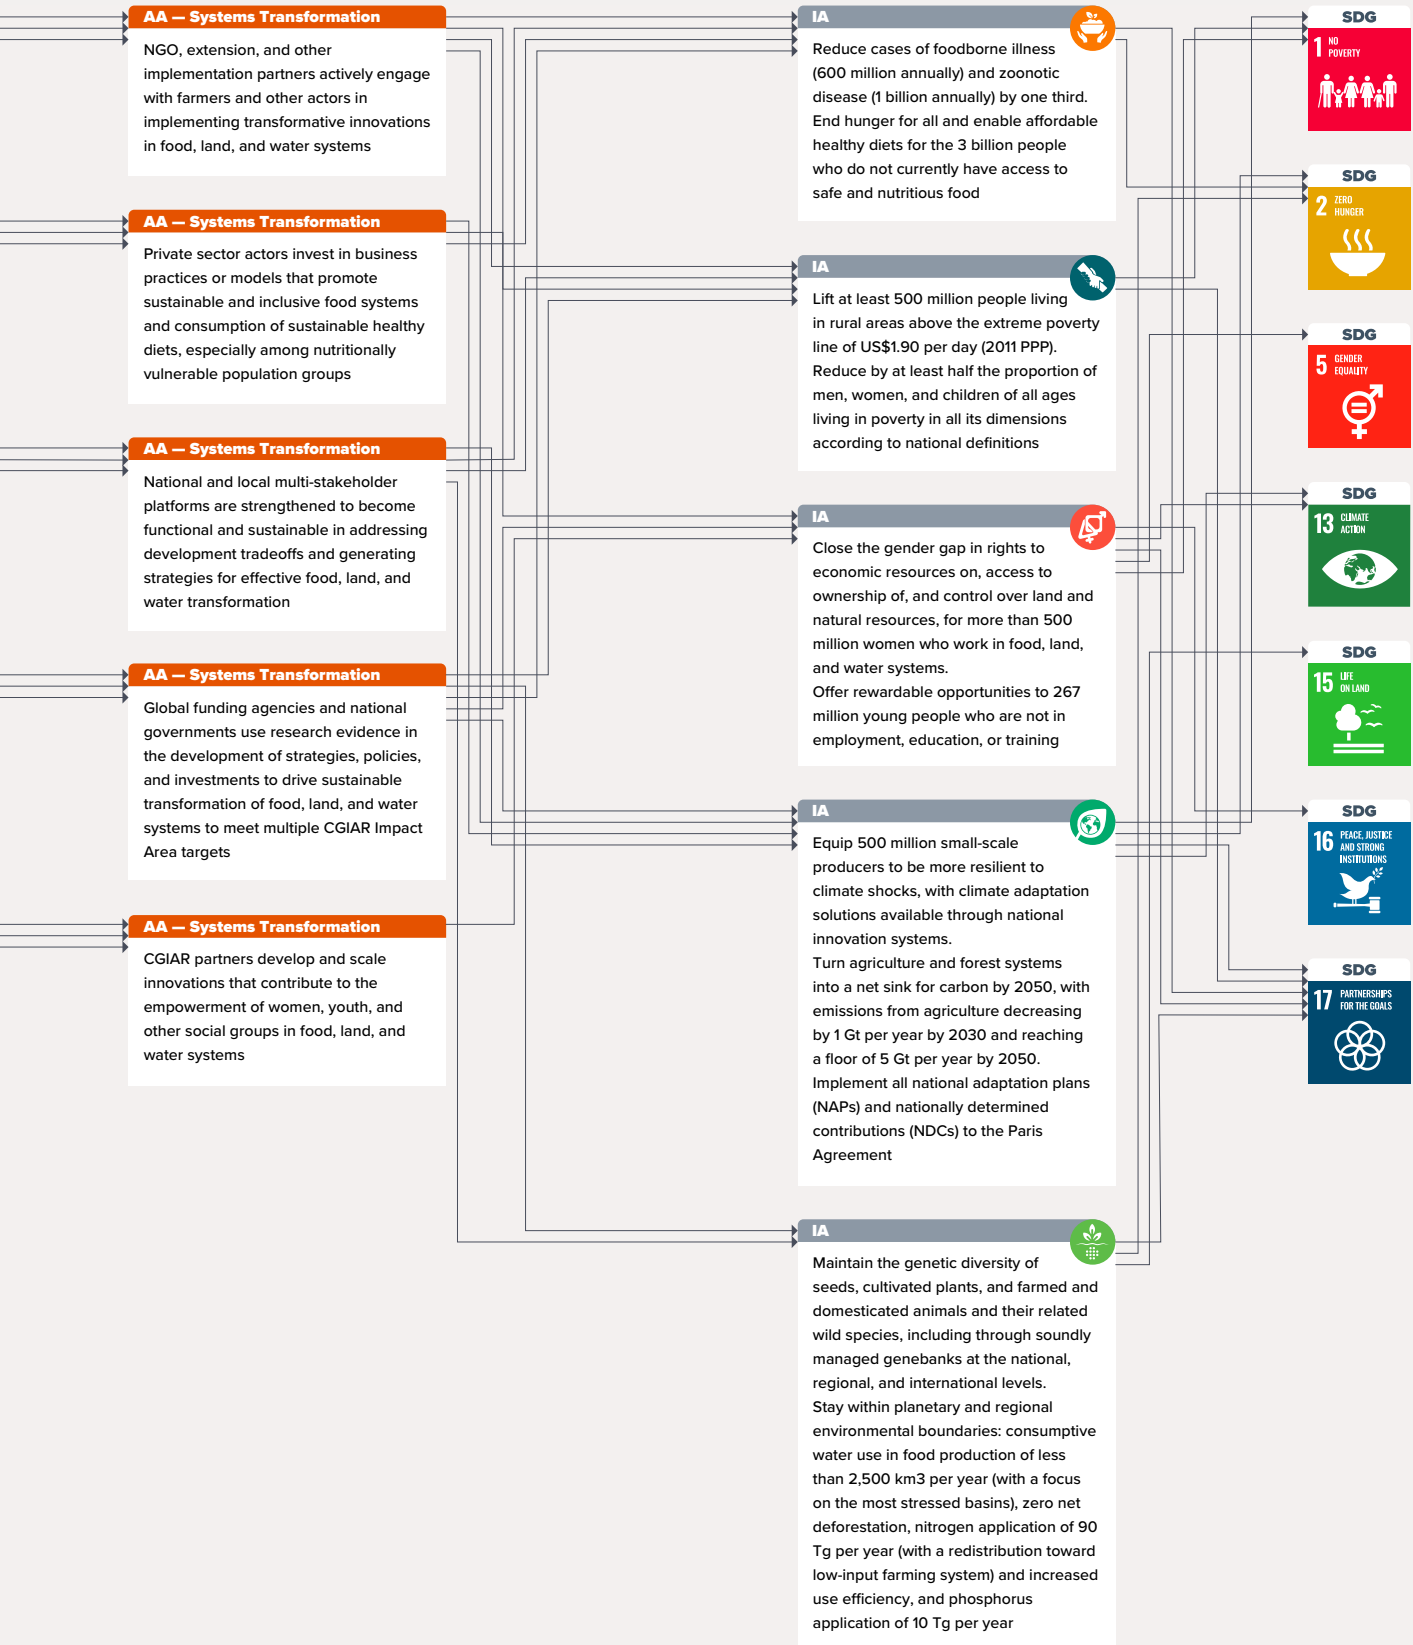 AA — Systems Transformation
NGO, extension, and other
implementation partners actively engage
with farmers and other actors in
implementing transformative innovations
in food, land, and water systems
AA — Systems Transformation
Private sector actors invest in business
practices or models that promote
sustainable and inclusive food systems
and consumption of sustainable healthy
diets, especially among nutritionally
vulnerable population groups
AA — Systems Transformation
National and local multi-stakeholder
platforms are strengthened to become
functional and sustainable in addressing
development tradeoffs and generating
strategies for effective food, land, and
water transformation
AA — Systems Transformation
Global funding agencies and national
governments use research evidence in
the development of strategies, policies,
and investments to drive sustainable
transformation of food, land, and water
systems to meet multiple CGIAR Impact
Area targets
AA — Systems Transformation
CGIAR partners develop and scale
innovations that contribute to the
empowerment of women, youth, and
other social groups in food, land, and
water systems
IA
Reduce cases of foodborne illness
(600 million annually) and zoonotic
disease (1 billion annually) by one third.
End hunger for all and enable affordable
healthy diets for the 3 billion people
who do not currently have access to
safe and nutritious food
IA
Lift at least 500 million people living
in rural areas above the extreme poverty
line of US$1.90 per day (2011 PPP).
Reduce by at least half the proportion of
men, women, and children of all ages
living in poverty in all its dimensions
according to national definitions
IA
Close the gender gap in rights to
economic resources on, access to
ownership of, and control over land and
natural resources, for more than 500
million women who work in food, land,
and water systems.
Offer rewardable opportunities to 267
million young people who are not in
employment, education, or training
IA
Equip 500 million small-scale
producers to be more resilient to
climate shocks, with climate adaptation
solutions available through national
innovation systems.
Turn agriculture and forest systems
into a net sink for carbon by 2050, with
emissions from agriculture decreasing
by 1 Gt per year by 2030 and reaching
a floor of 5 Gt per year by 2050.
Implement all national adaptation plans
(NAPs) and nationally determined
contributions (NDCs) to the Paris
Agreement
IA
Maintain the genetic diversity of
seeds, cultivated plants, and farmed and
domesticated animals and their related
wild species, including through soundly
managed genebanks at the national,
regional, and international levels.
Stay within planetary and regional
environmental boundaries: consumptive
water use in food production of less
than 2,500 km3 per year (with a focus
on the most stressed basins), zero net
deforestation, nitrogen application of 90
Tg per year (with a redistribution toward
low-input farming system) and increased
use efficiency, and phosphorus
application of 10 Tg per year
SDG
1 NO
POVERTY
SDG
2 ZERO
HUNGER
SDG
5 GENDER
EQUALITY
SDG
13 CLIMATE
ACTION
SDG
15 LIFE
ON LAND
SDG
16 PEACE, JUSTICE
AND STRONG
INSTITUTIONS
SDG
17 PARTNERSHIPS
FOR THE GOALS